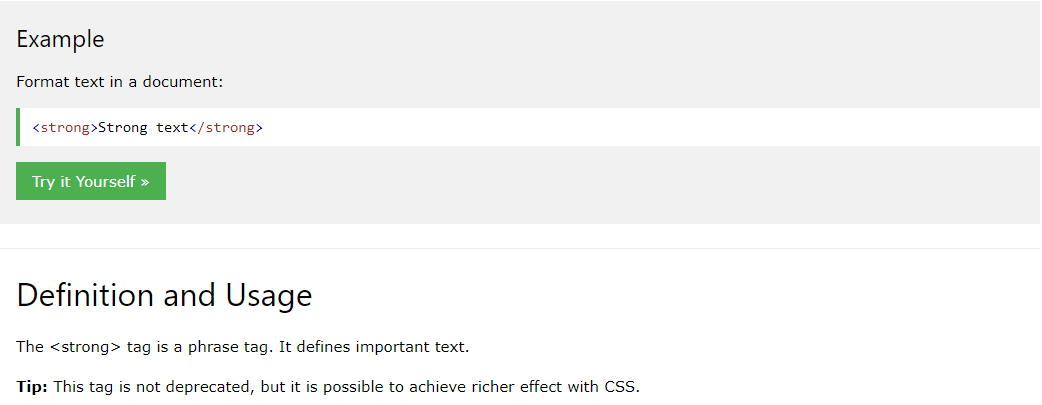 Example
Format text in a document:
<strong>Strong text</strong>
Try it Yourself »
Definition and Usage
The <strong> tag is a phrase tag. It defines important text.
Tip: This tag is not deprecated, but it is possible to achieve richer effect with CSS.